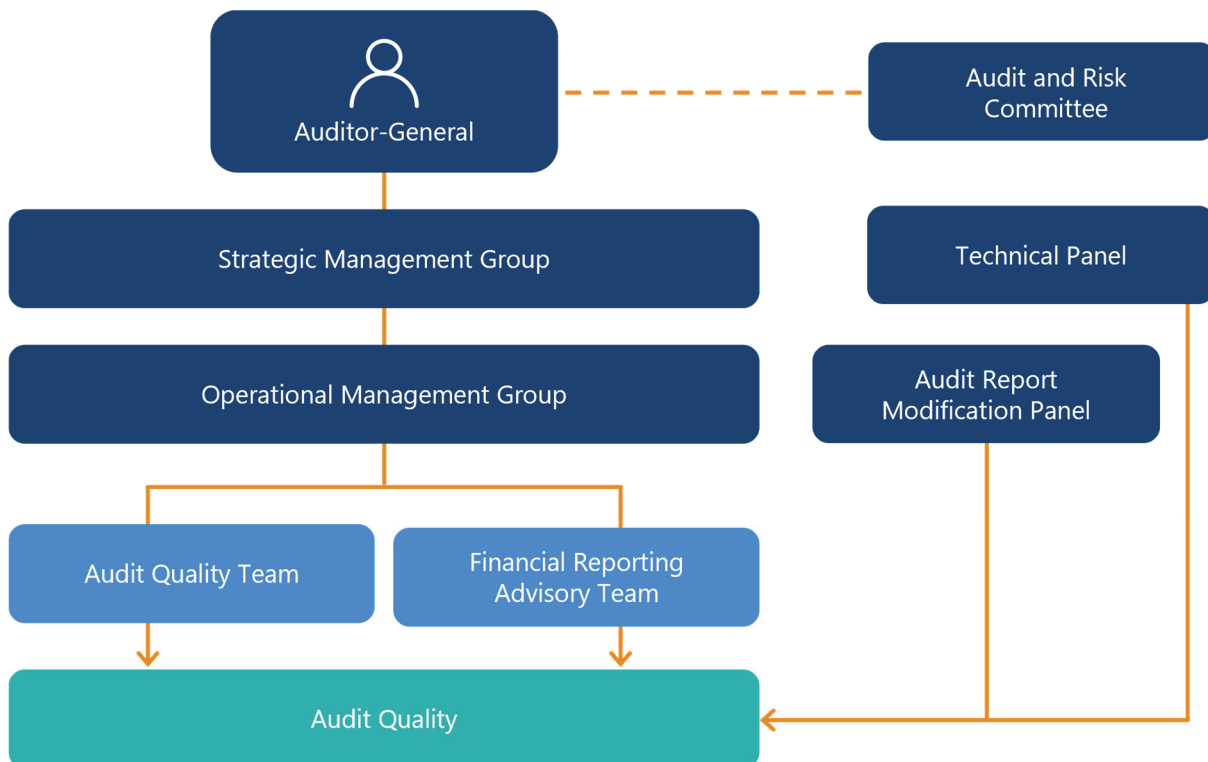 Auditor-General
Audit and Risk
Committee
Strategic Management Group
Technical Panel
Operational Management Group
Audit Report
Modification Panel
Audit Quality Team
Financial Reporting
Advisory Team
Audit Quality